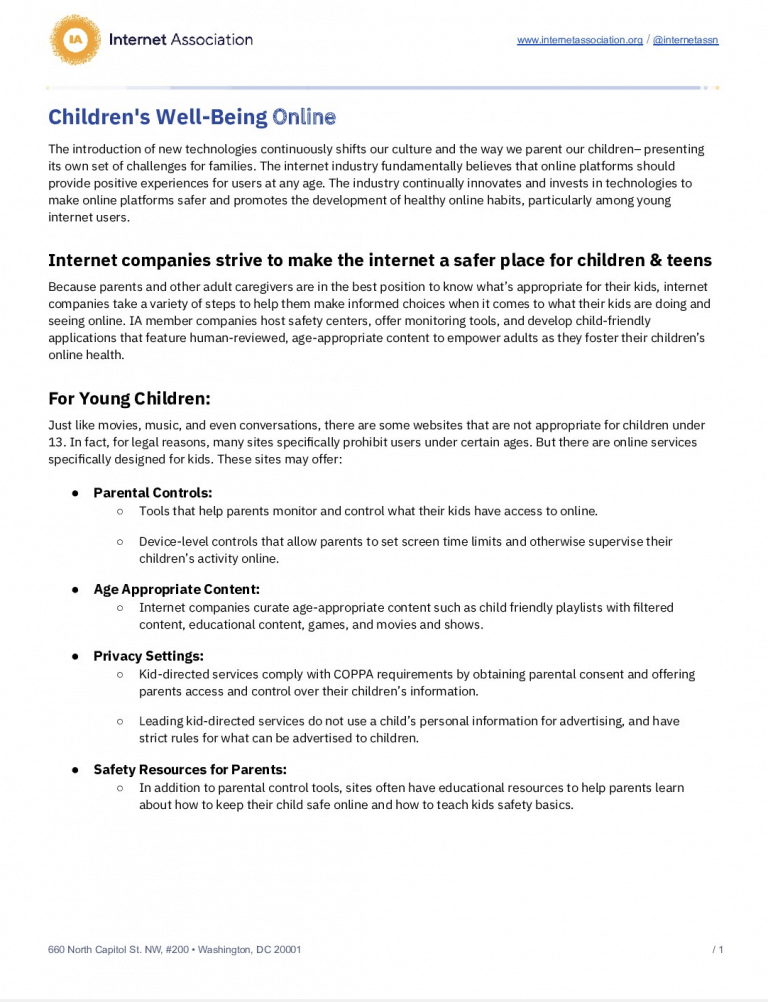 IA Internet Association
www.internetassociation.org / @internetassn
Children's Well-Being Online
The introduction of new technologies continuously shifts our culture and the way we parent our children– presenting
its own set of challenges for families. The internet industry fundamentally believes that online platforms should
provide positive experiences for users at any age. The industry continually innovates and invests in technologies to
make online platforms safer and promotes the development of healthy online habits, particularly among young
internet users.
Internet companies strive to make the internet a safer place for children & teens
Because parents and other adult caregivers are in the best position to know what's appropriate for their kids, internet
companies take a variety of steps to help them make informed choices when it comes to what their kids are doing and
seeing online. IA member companies host safety centers, offer monitoring tools, and develop child-friendly
applications that feature human-reviewed, age-appropriate content to empower adults as they foster their children's
online health.
For Young Children:
Just like movies, music, and even conversations, there are some websites that are not appropriate for children under
13. In fact, for legal reasons, many sites specifically prohibit users under certain ages. But there are online services
specifically designed for kids. These sites may offer:
● Parental Controls:
○ Tools that help parents monitor and control what their kids have access to online.
○ Device-level controls that allow parents to set screen time limits and otherwise supervise their
children's activity online.
● Age Appropriate Content:
○ Internet companies curate age-appropriate content such as child friendly playlists with filtered
content, educational content, games, and movies and shows.
● Privacy Settings:
○ Kid-directed services comply with COPPA requirements by obtaining parental consent and offering
parents access and control over their children's information.
○ Leading kid-directed services do not use a child's personal information for advertising, and have
strict rules for what can be advertised to children.
● Safety Resources for Parents:
○ In addition to parental control tools, sites often have educational resources to help parents learn
about how to keep their child safe online and how to teach kids safety basics.
660 North Capitol St. NW, #200 • Washington, DC 20001
/ 1